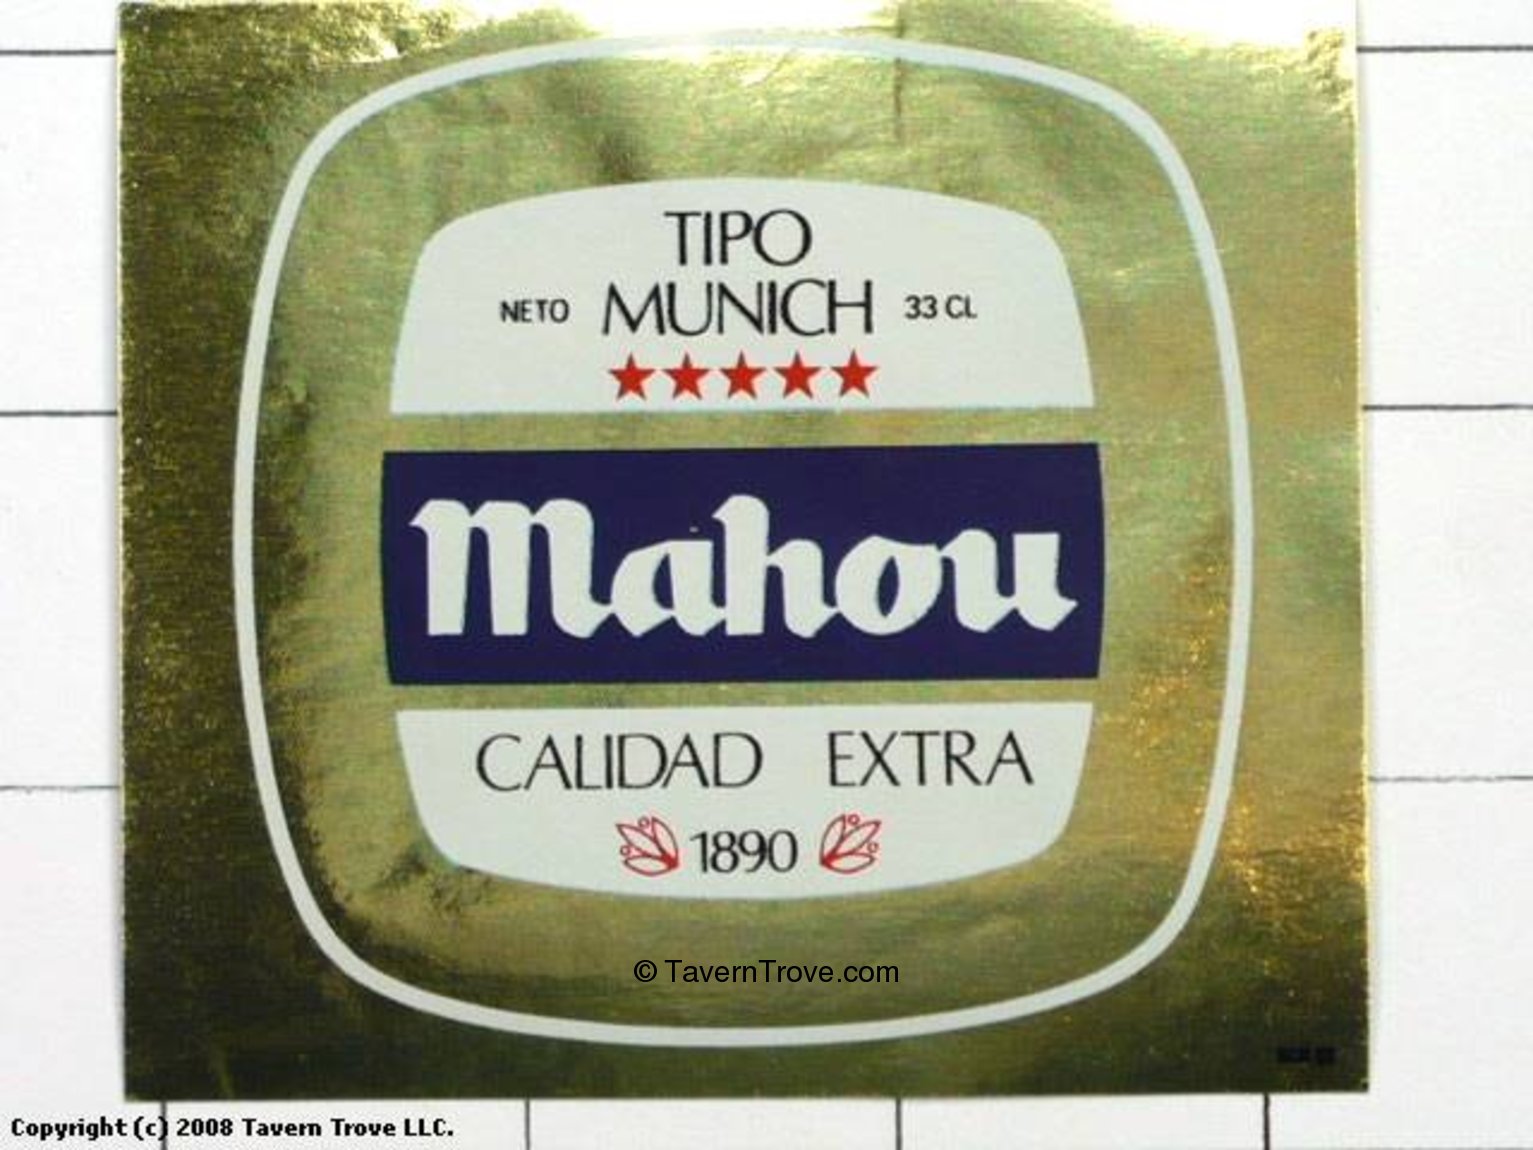 TIPO
NETO MUNICH 33 CL
Mahou
CALIDAD EXTRA
1890
© TavernTrove.com
Copyright (c) 2008 Tavern Trove LLC.